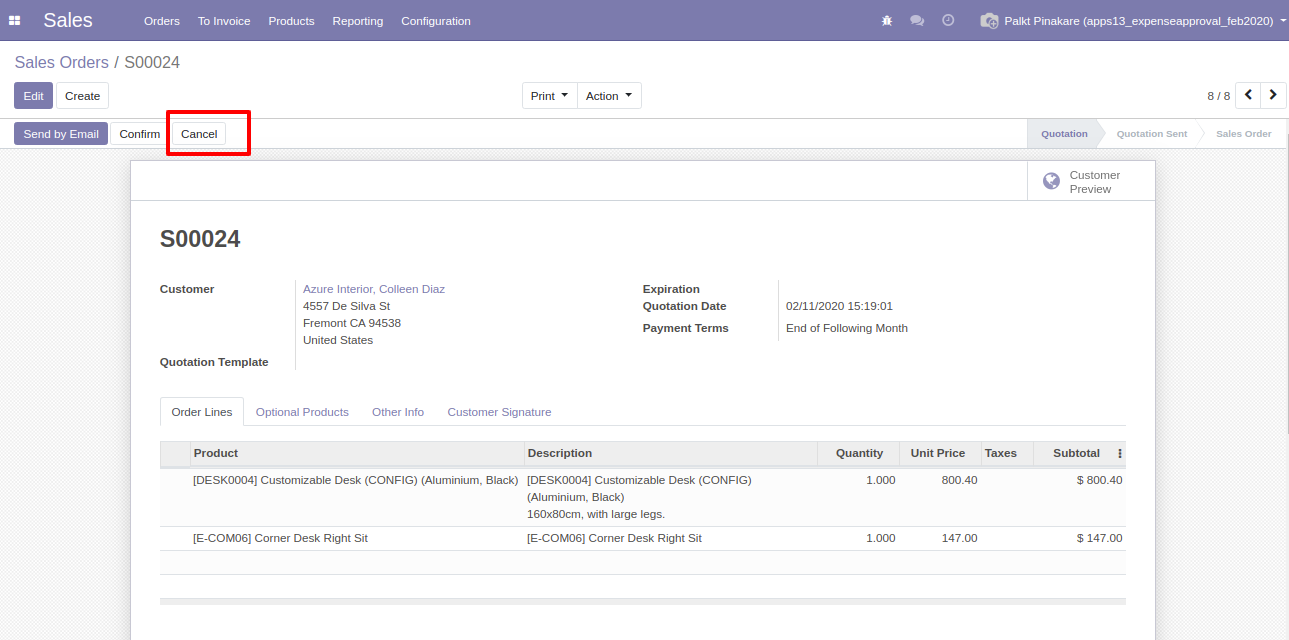 Sales Orders To Invoice Products Reporting Configuration Palkt Pinakare (apps13_expenseapproval_feb2020)
Sales Orders / S00024
Edit Create Print Action 8 / 8
Send by Email Confirm Cancel Quotation Quotation Sent Sales Order
Customer
Preview
S00024
Customer Azure Interior, Colleen Diaz
4557 De Silva St
Fremont CA 94538
United States
Quotation Template
Expiration
Quotation Date 02/11/2020 15:19:01
Payment Terms End of Following Month
Order Lines Optional Products Other Info Customer Signature
Product Description Quantity Unit Price Taxes Subtotal
[DESK0004] Customizable Desk (CONFIG) (Aluminium, Black) [DESK0004] Customizable Desk (CONFIG) 1.000 800.40 $ 800.40
(Aluminium, Black)
160x80cm, with large legs.
[E-COM06] Corner Desk Right Sit [E-COM06] Corner Desk Right Sit 1.000 147.00 $ 147.00